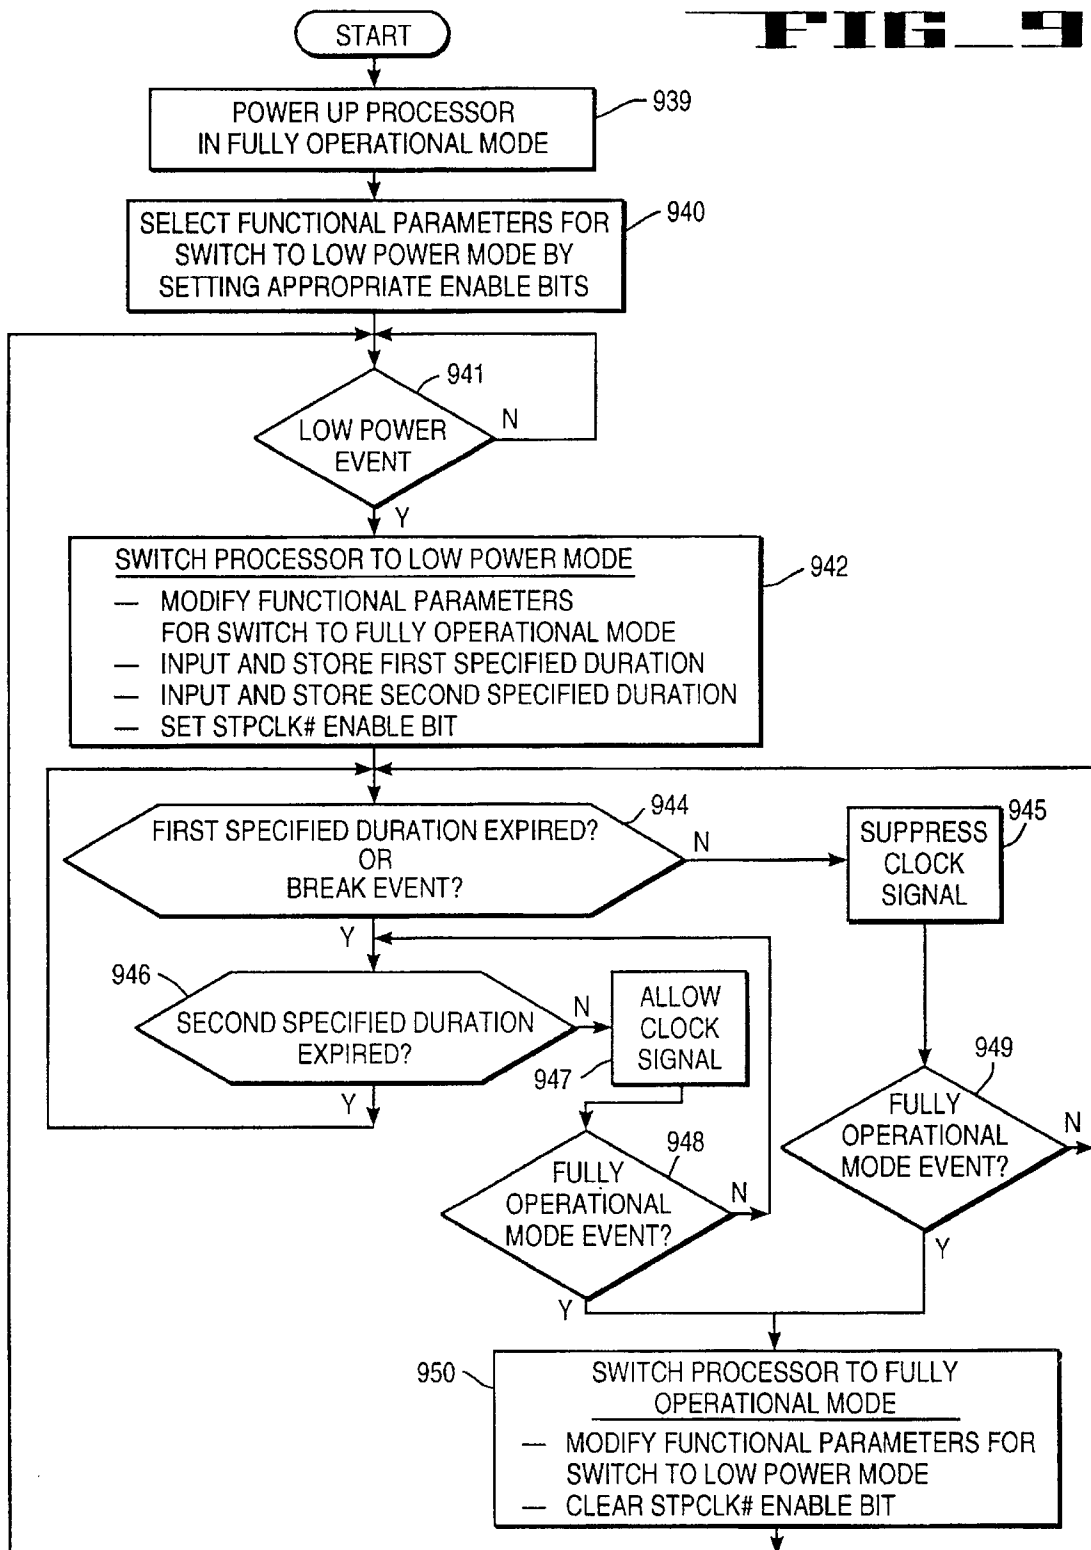 FIG_9
START
POWER UP PROCESSOR
IN FULLY OPERATIONAL MODE
939
SELECT FUNCTIONAL PARAMETERS FOR
SWITCH TO LOW POWER MODE BY
SETTING APPROPRIATE ENABLE BITS
940
941
LOW POWER
EVENT
N
Y
SWITCH PROCESSOR TO LOW POWER MODE
— MODIFY FUNCTIONAL PARAMETERS
FOR SWITCH TO FULLY OPERATIONAL MODE
— INPUT AND STORE FIRST SPECIFIED DURATION
— INPUT AND STORE SECOND SPECIFIED DURATION
— SET STPCLK# ENABLE BIT
942
FIRST SPECIFIED DURATION EXPIRED?
OR
BREAK EVENT?
944
N
Y
SUPPRESS
CLOCK
SIGNAL
945
946
SECOND SPECIFIED DURATION
EXPIRED?
N
Y
ALLOW
CLOCK
SIGNAL
947
948
FULLY
OPERATIONAL
MODE EVENT?
N
Y
949
FULLY
OPERATIONAL
MODE EVENT?
N
Y
950
SWITCH PROCESSOR TO FULLY
OPERATIONAL MODE
— MODIFY FUNCTIONAL PARAMETERS FOR
SWITCH TO LOW POWER MODE
— CLEAR STPCLK# ENABLE BIT